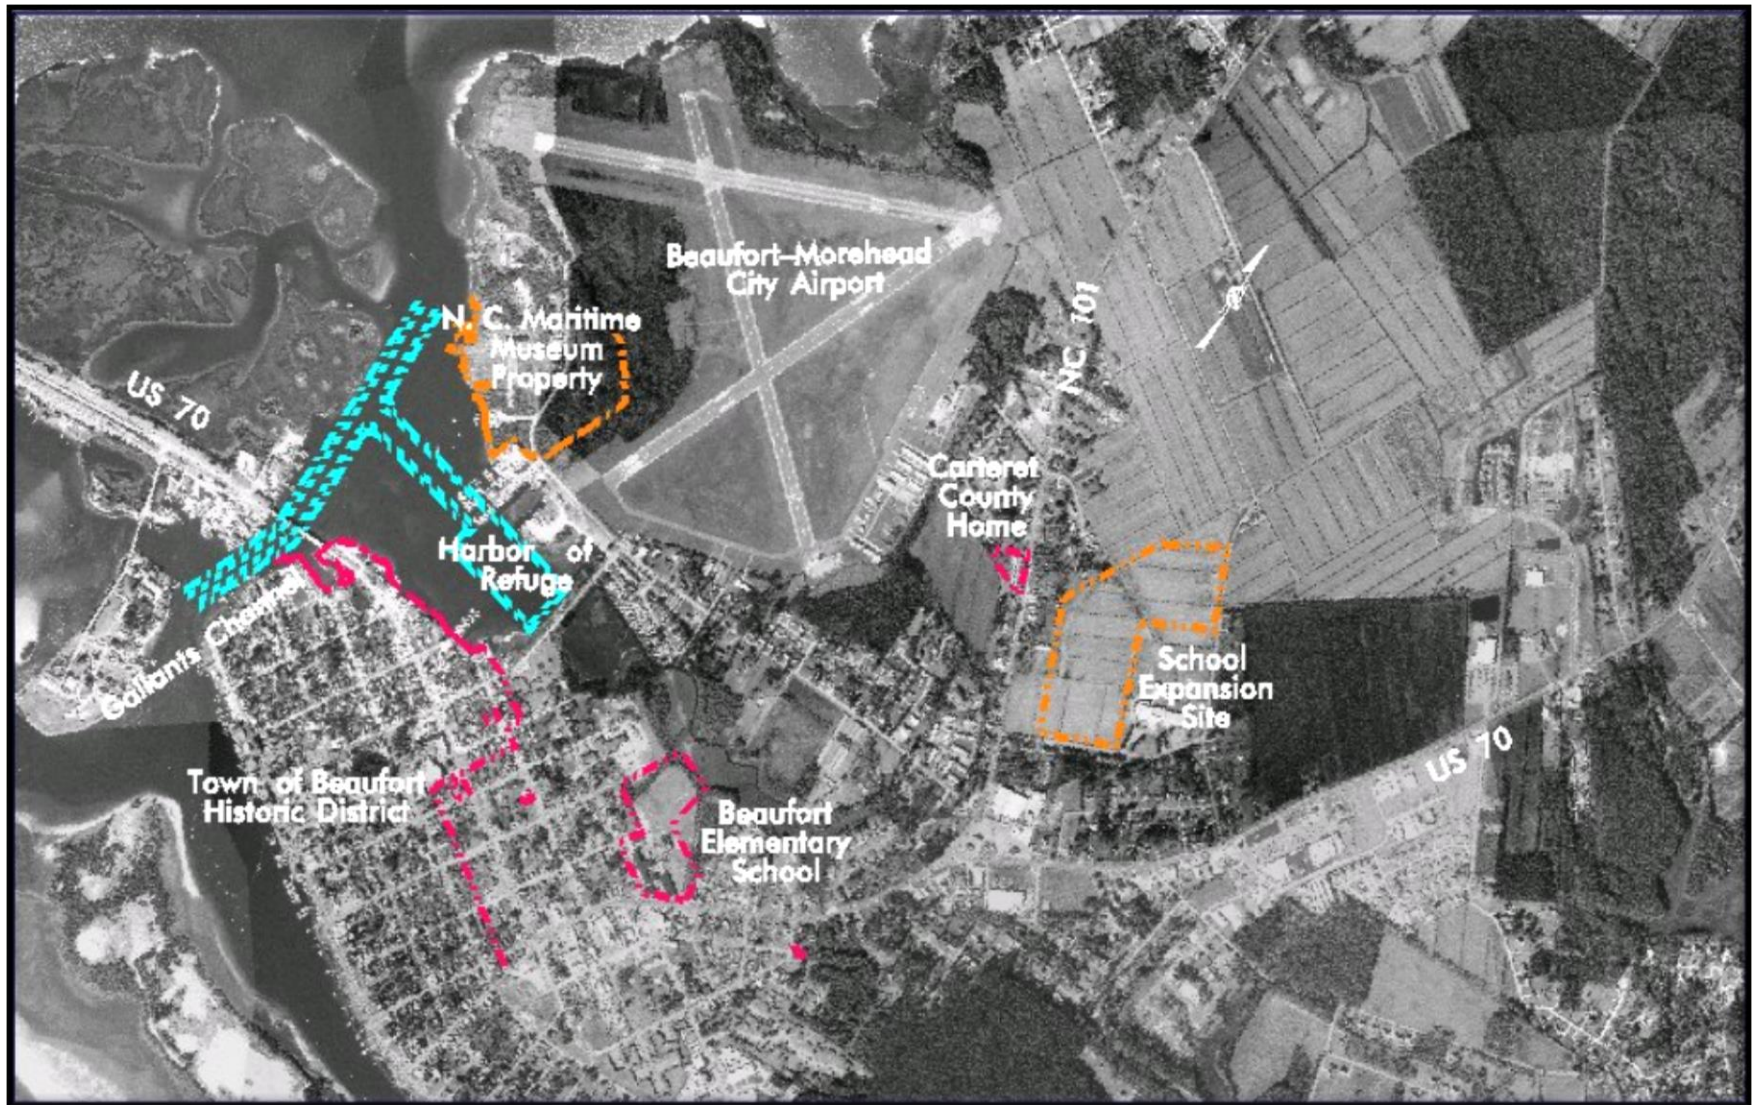 Beaufort–Morehead
City Airport
N. C. Maritime
Museum
Property
NC 101
US 70
Carteret
County
Home
Harbor of
Refuge
Gallants Channel
School
Expansion
Site
US 70
Town of Beaufort
Historic District
Beaufort
Elementary
School